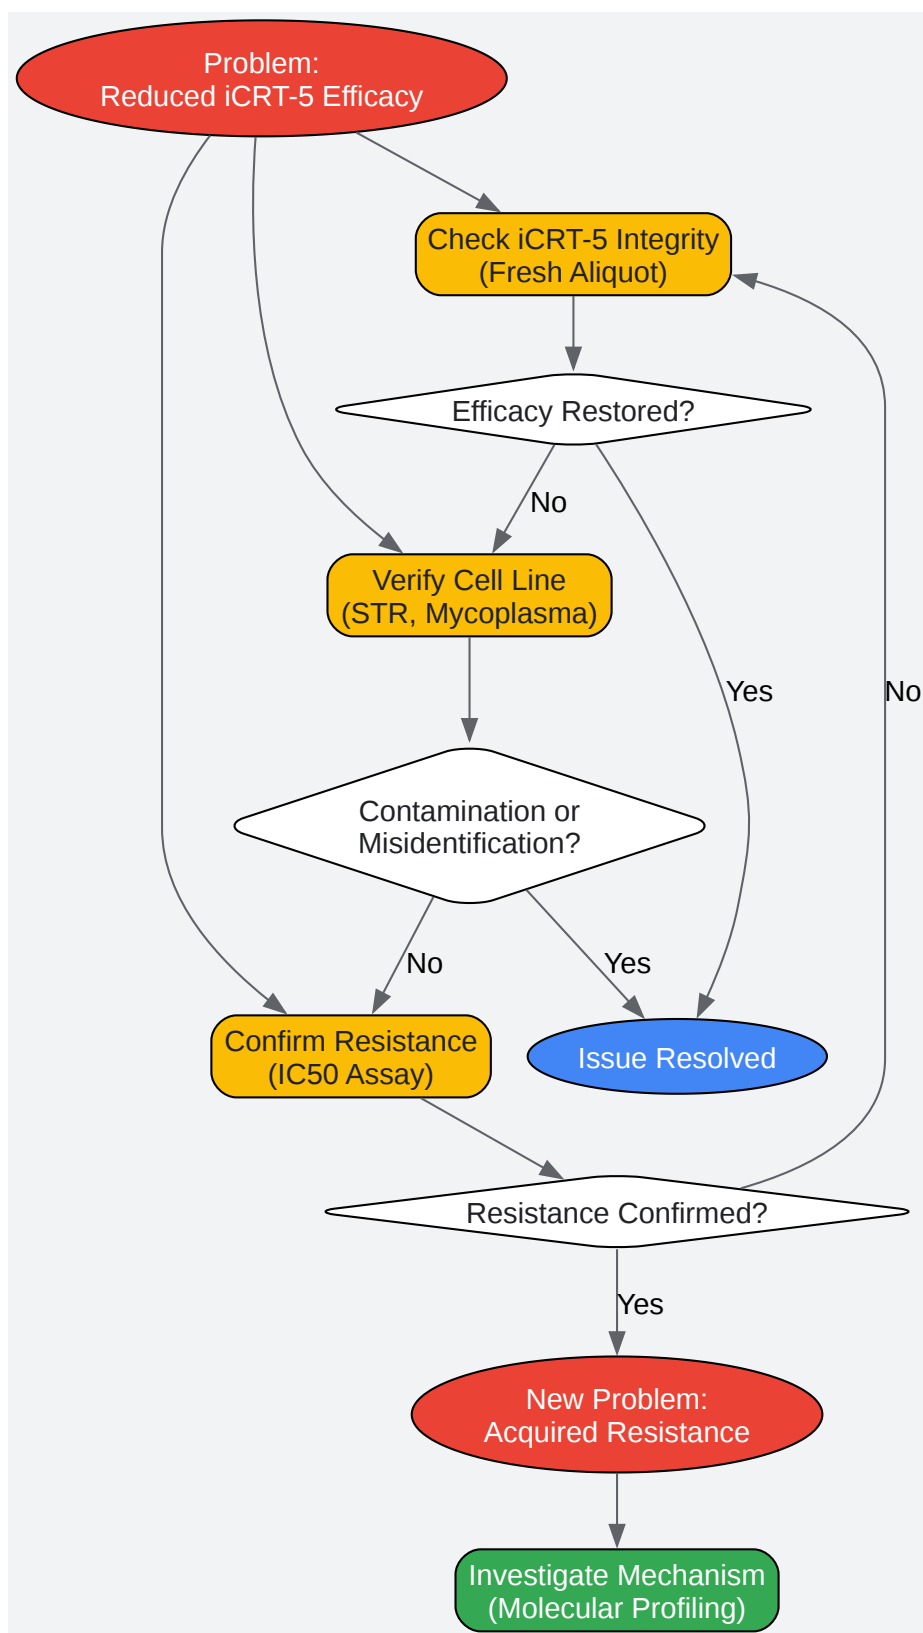 Problem:
Reduced iCRT-5 Efficacy
Check iCRT-5 Integrity
(Fresh Aliquot)
Efficacy Restored?
No
Verify Cell Line
(STR, Mycoplasma)
Yes
No
Contamination or
Misidentification?
No
Yes
Confirm Resistance
(IC50 Assay)
Issue Resolved
Resistance Confirmed?
Yes
New Problem:
Acquired Resistance
Investigate Mechanism
(Molecular Profiling)